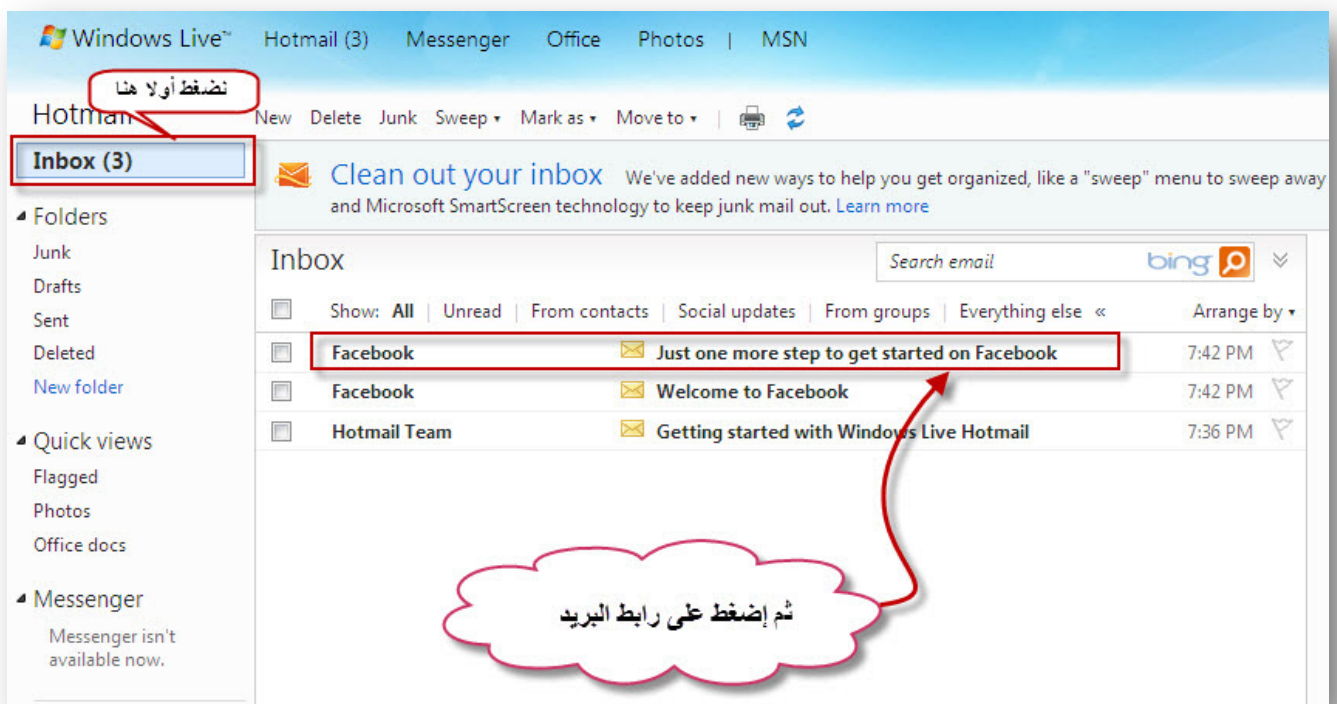 Windows Live™ Hotmail (3) Messenger Office Photos | MSN
نضغط أولا هنا
Hotmail New Delete Junk Sweep Mark as Move to
Inbox (3)
Clean out your inbox We've added new ways to help you get organized, like a "sweep" menu to sweep away
and Microsoft SmartScreen technology to keep junk mail out. Learn more
Folders
Junk
Drafts
Sent
Deleted
New folder
Quick views
Flagged
Photos
Office docs
Messenger
Messenger isn't
available now.
Inbox Search email bing
Show: All | Unread | From contacts | Social updates | From groups | Everything else « Arrange by
Facebook Just one more step to get started on Facebook 7:42 PM
Facebook Welcome to Facebook 7:42 PM
Hotmail Team Getting started with Windows Live Hotmail 7:36 PM
ثم إضغط على رابط البريد